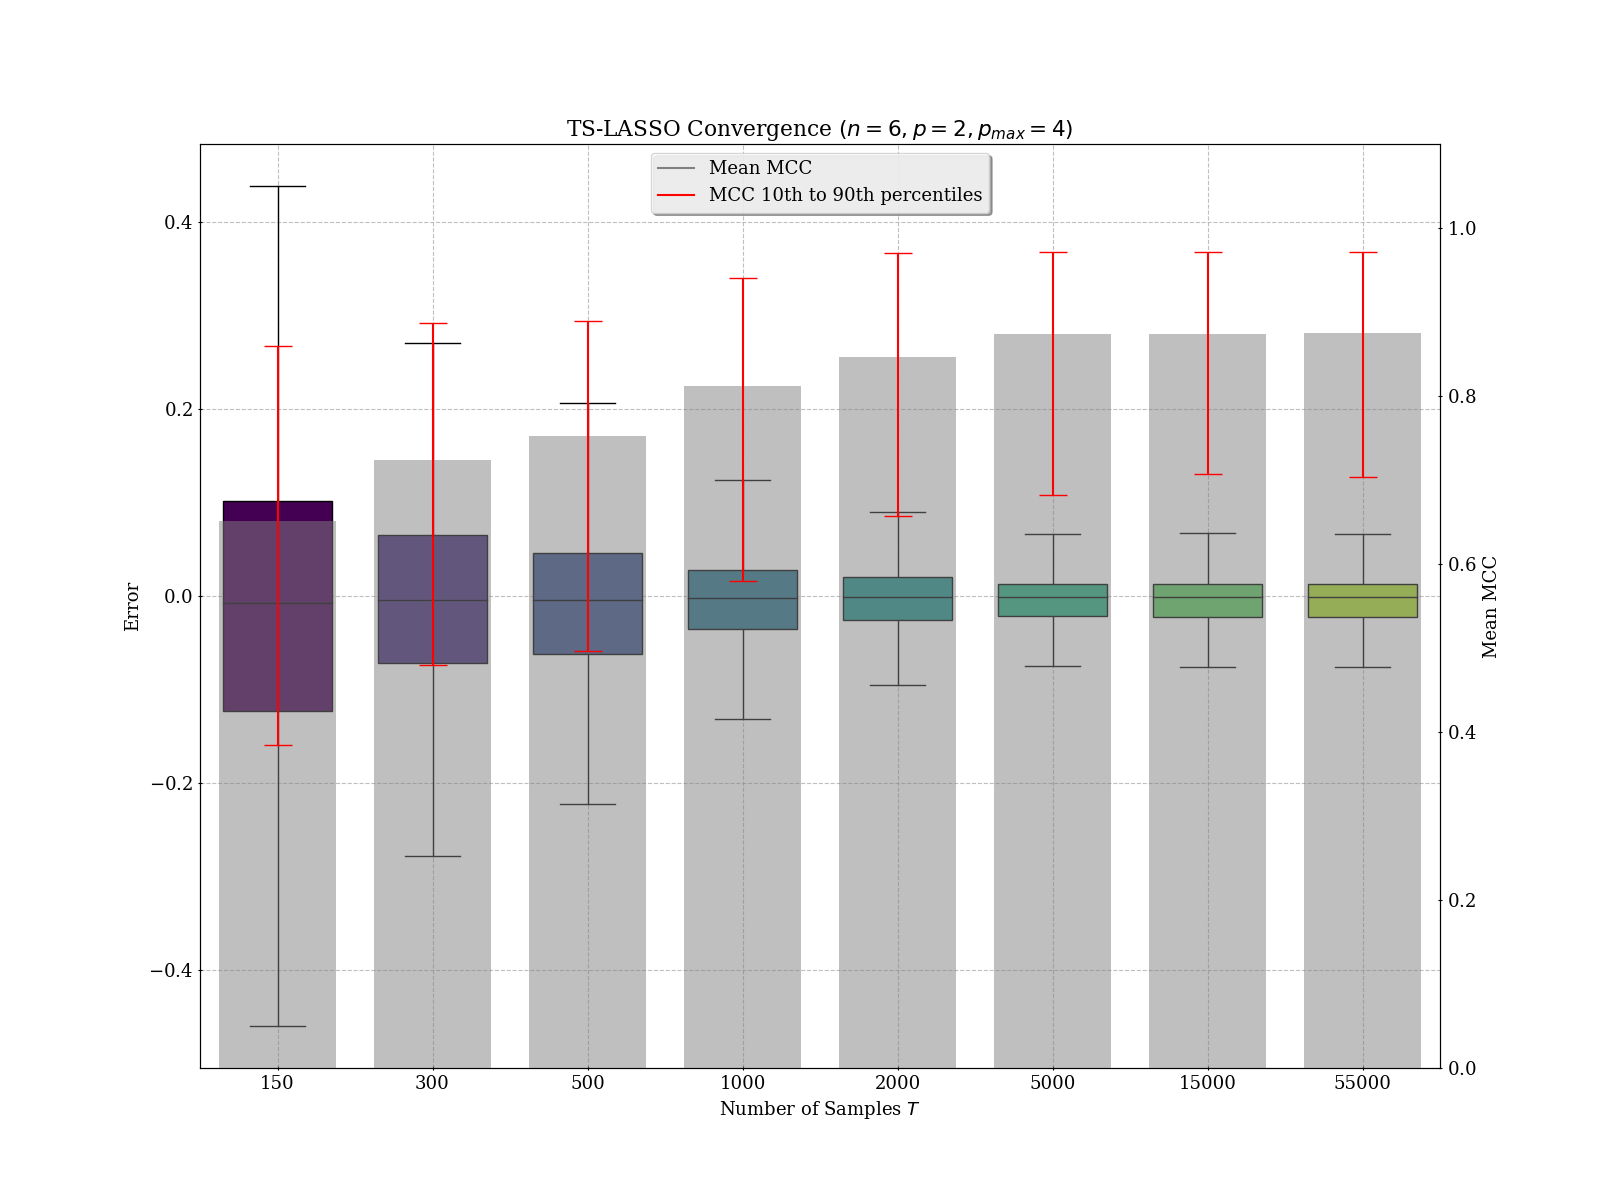 TS-LASSO Convergence (n = 6, p = 2, p_max = 4)
Mean MCC
MCC 10th to 90th percentiles
0.4
0.2
0.0
−0.2
−0.4
Error
1.0
0.8
0.6
0.4
0.2
0.0
Mean MCC
150 300 500 1000 2000 5000 15000 55000
Number of Samples T